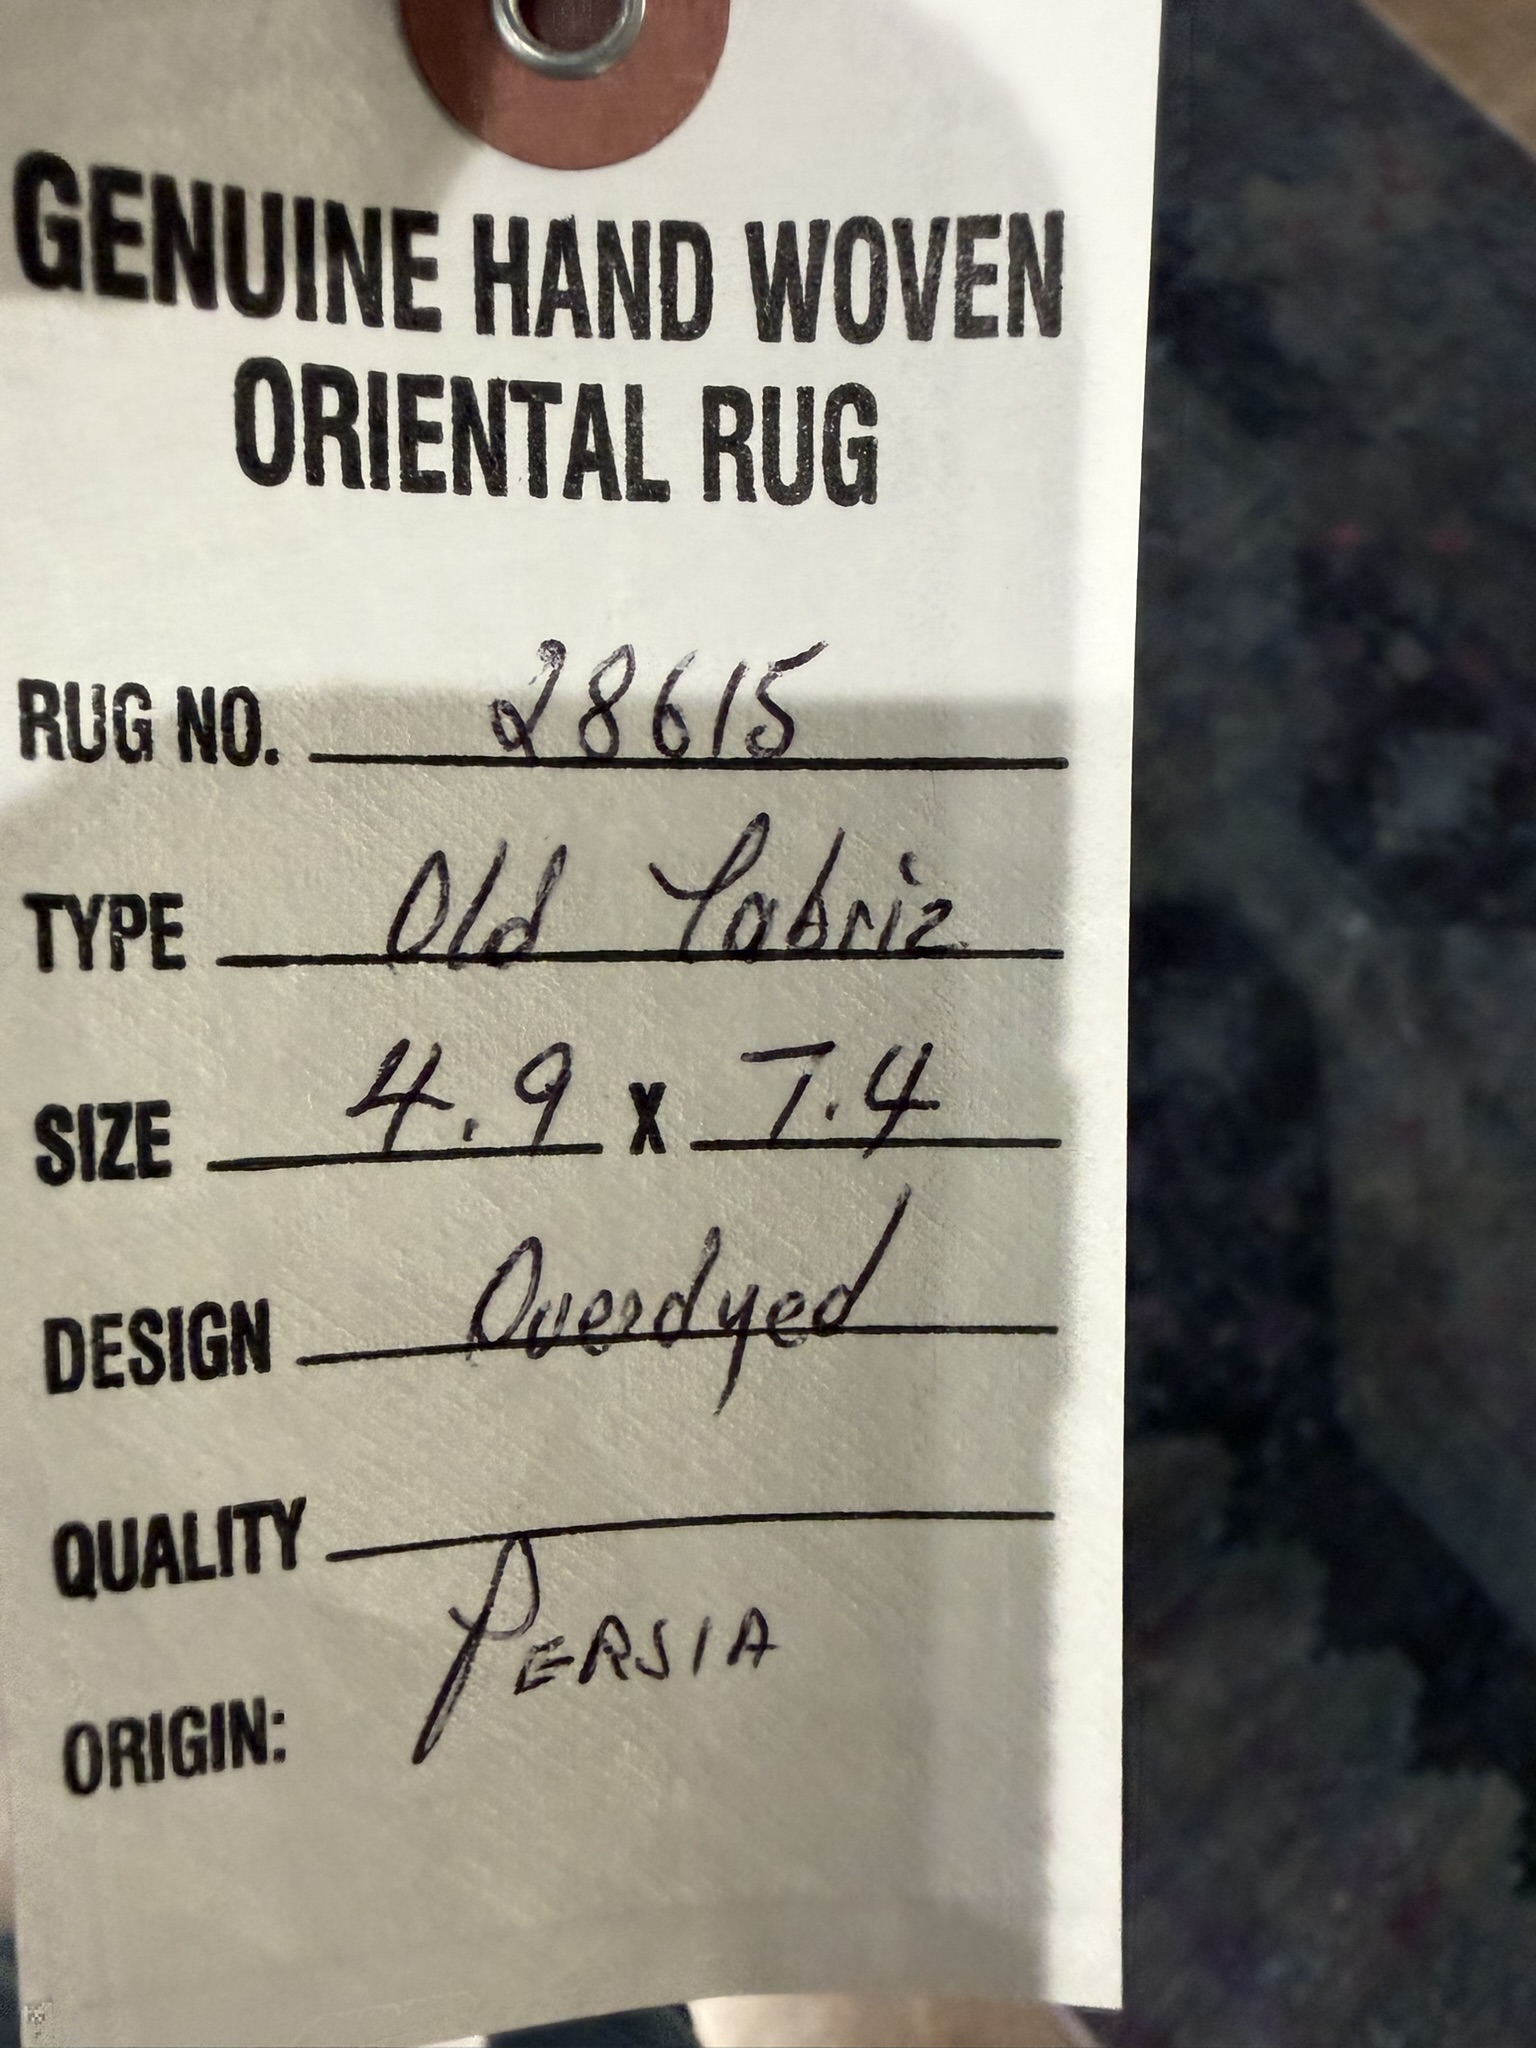 GENUINE HAND WOVEN
ORIENTAL RUG
RUG NO. 28615
TYPE Old Tabriz
SIZE 4.9 X 7.4
DESIGN Overdyed
QUALITY
ORIGIN: PERSIA